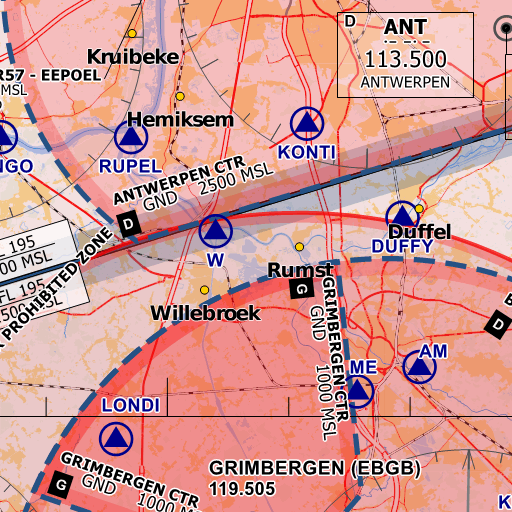 ANT
113.500
ANTWERPEN
D
Kruibeke
R57 - EEPOEL
MSL
Hemiksem
KONTI
NGO
RUPEL
ANTWERPEN CTR
GND 2500 MSL
D
W
DUFFY
Duffel
FL 195
00 MSL
FL 195
PROHIBITED ZONE
Rumst
Willebroek
G
GRIMBERGEN CTR
GND 1000 MSL
D
ME
AM
LONDI
GRIMBERGEN CTR
GND 1000 M
G
GRIMBERGEN (EBGB)
119.505
K